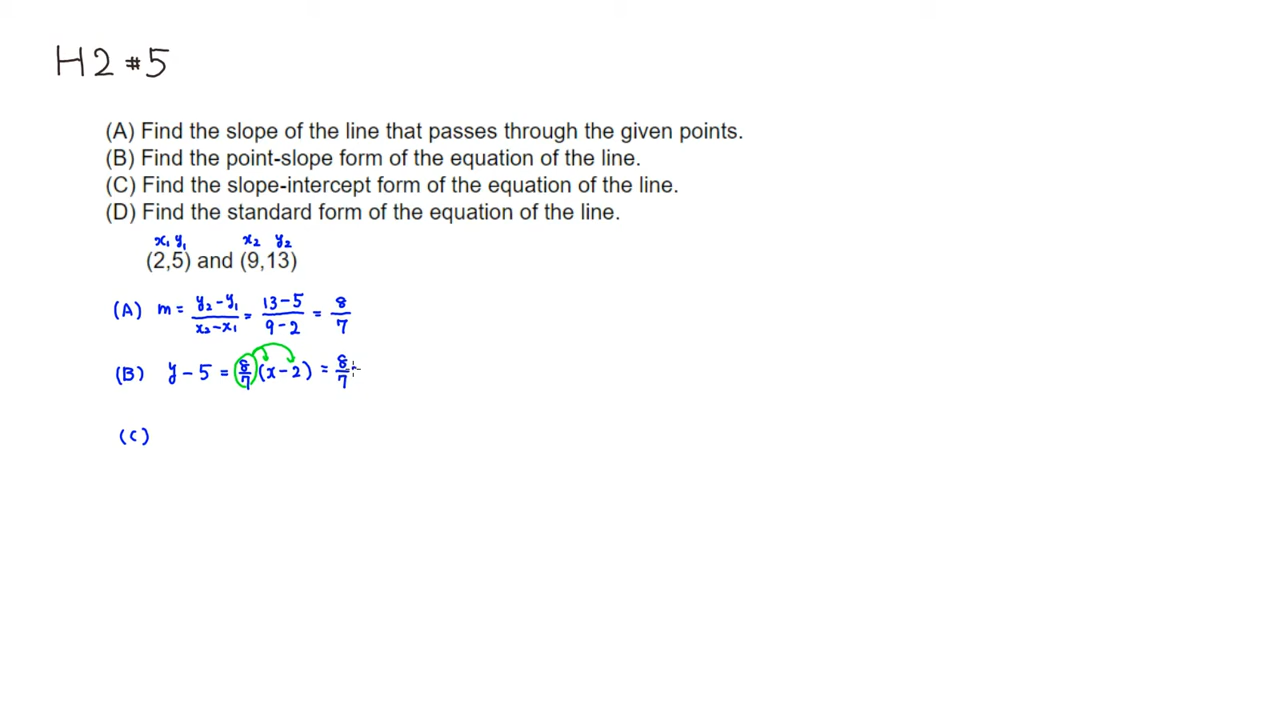 H2 #5
(A) Find the slope of the line that passes through the given points.
(B) Find the point-slope form of the equation of the line.
(C) Find the slope-intercept form of the equation of the line.
(D) Find the standard form of the equation of the line.
x₁ y₁ x₂ y₂
(2,5) and (9,13)
(A) m = (y₂-y₁)/(x₂-x₁) = (13-5)/(9-2) = 8/7
(B) y - 5 = 8/7 (x-2) = 8/7
(C)